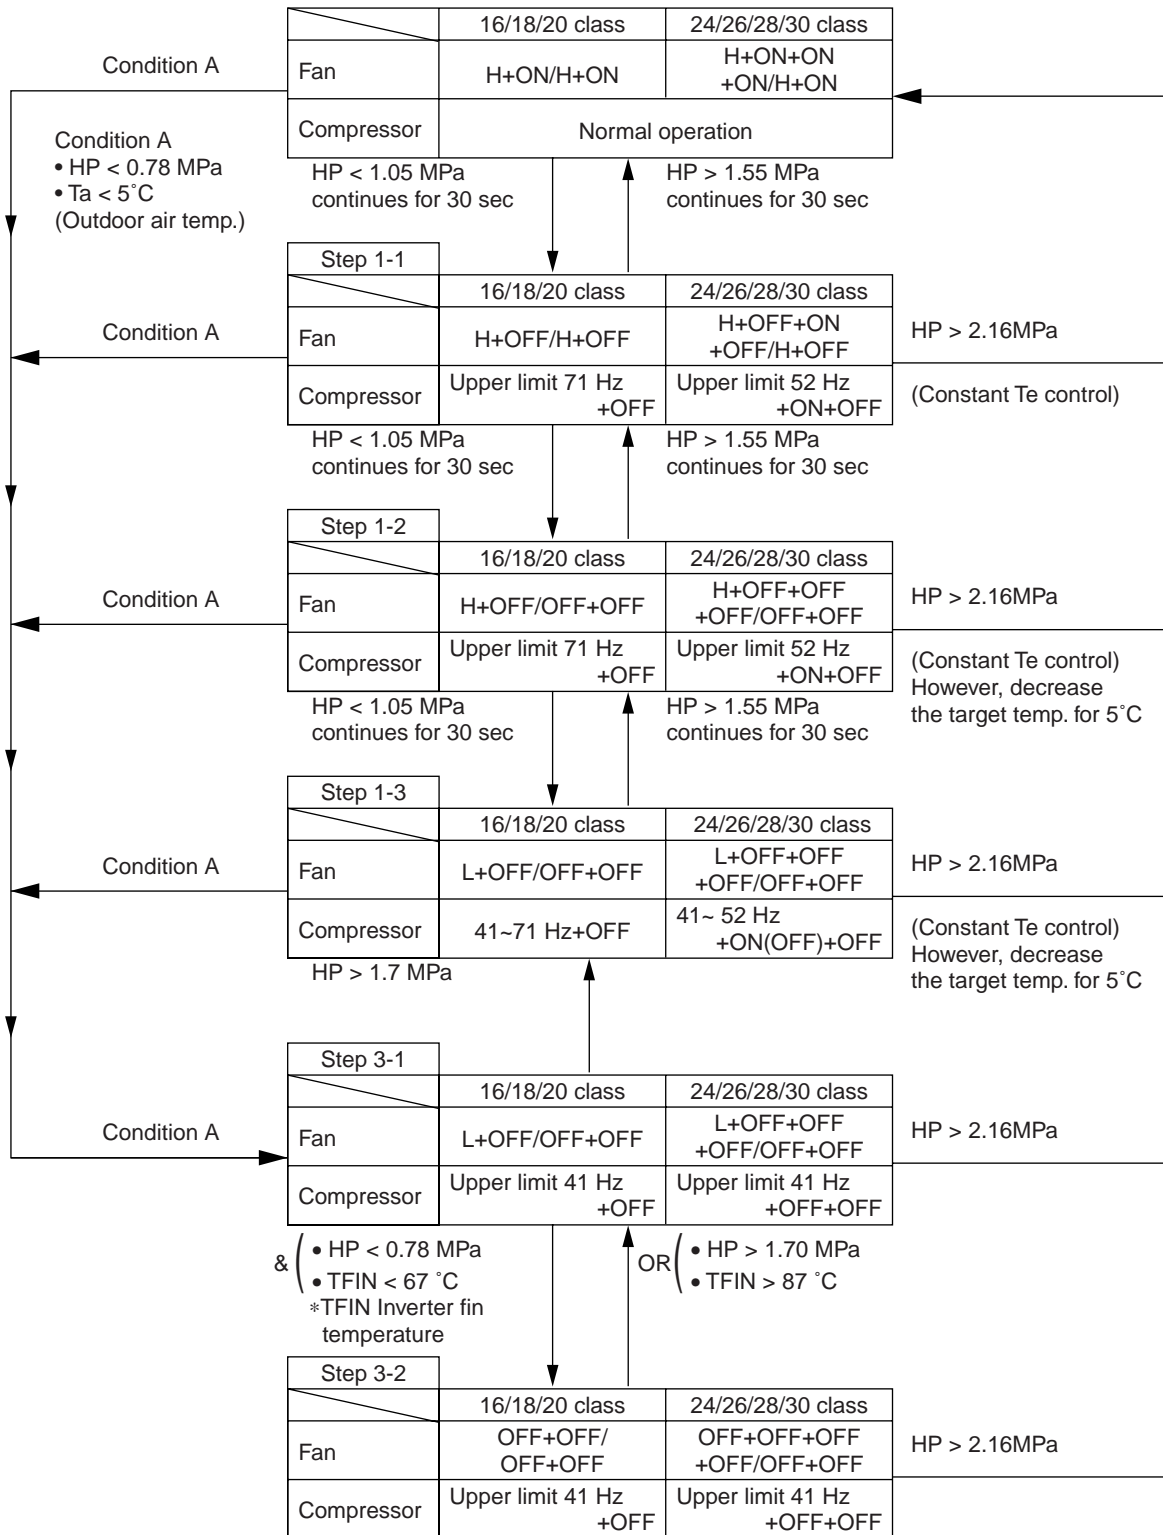 16/18/20 class
24/26/28/30 class
Condition A
Fan
H+ON/H+ON
H+ON+ON
+ON/H+ON
Compressor
Normal operation
Condition A
• HP < 0.78 MPa
• Ta < 5˚C
(Outdoor air temp.)
HP < 1.05 MPa
continues for 30 sec
HP > 1.55 MPa
continues for 30 sec
Step 1-1
16/18/20 class
24/26/28/30 class
Condition A
Fan
H+OFF/H+OFF
H+OFF+ON
+OFF/H+OFF
HP > 2.16MPa
Compressor
Upper limit 71 Hz
+OFF
Upper limit 52 Hz
+ON+OFF
(Constant Te control)
HP < 1.05 MPa
continues for 30 sec
HP > 1.55 MPa
continues for 30 sec
Step 1-2
16/18/20 class
24/26/28/30 class
Condition A
Fan
H+OFF/OFF+OFF
H+OFF+OFF
+OFF/OFF+OFF
HP > 2.16MPa
Compressor
Upper limit 71 Hz
+OFF
Upper limit 52 Hz
+ON+OFF
(Constant Te control)
However, decrease
the target temp. for 5˚C
HP < 1.05 MPa
continues for 30 sec
HP > 1.55 MPa
continues for 30 sec
Step 1-3
16/18/20 class
24/26/28/30 class
Condition A
Fan
L+OFF/OFF+OFF
L+OFF+OFF
+OFF/OFF+OFF
HP > 2.16MPa
Compressor
41~71 Hz+OFF
41~ 52 Hz
+ON(OFF)+OFF
(Constant Te control)
However, decrease
the target temp. for 5˚C
HP > 1.7 MPa
Step 3-1
16/18/20 class
24/26/28/30 class
Condition A
Fan
L+OFF/OFF+OFF
L+OFF+OFF
+OFF/OFF+OFF
HP > 2.16MPa
Compressor
Upper limit 41 Hz
+OFF
Upper limit 41 Hz
+OFF+OFF
& ( • HP < 0.78 MPa
• TFIN < 67 ˚C
*TFIN Inverter fin
temperature
OR ( • HP > 1.70 MPa
• TFIN > 87 ˚C
Step 3-2
16/18/20 class
24/26/28/30 class
Fan
OFF+OFF/
OFF+OFF
OFF+OFF+OFF
+OFF/OFF+OFF
HP > 2.16MPa
Compressor
Upper limit 41 Hz
+OFF
Upper limit 41 Hz
+OFF+OFF